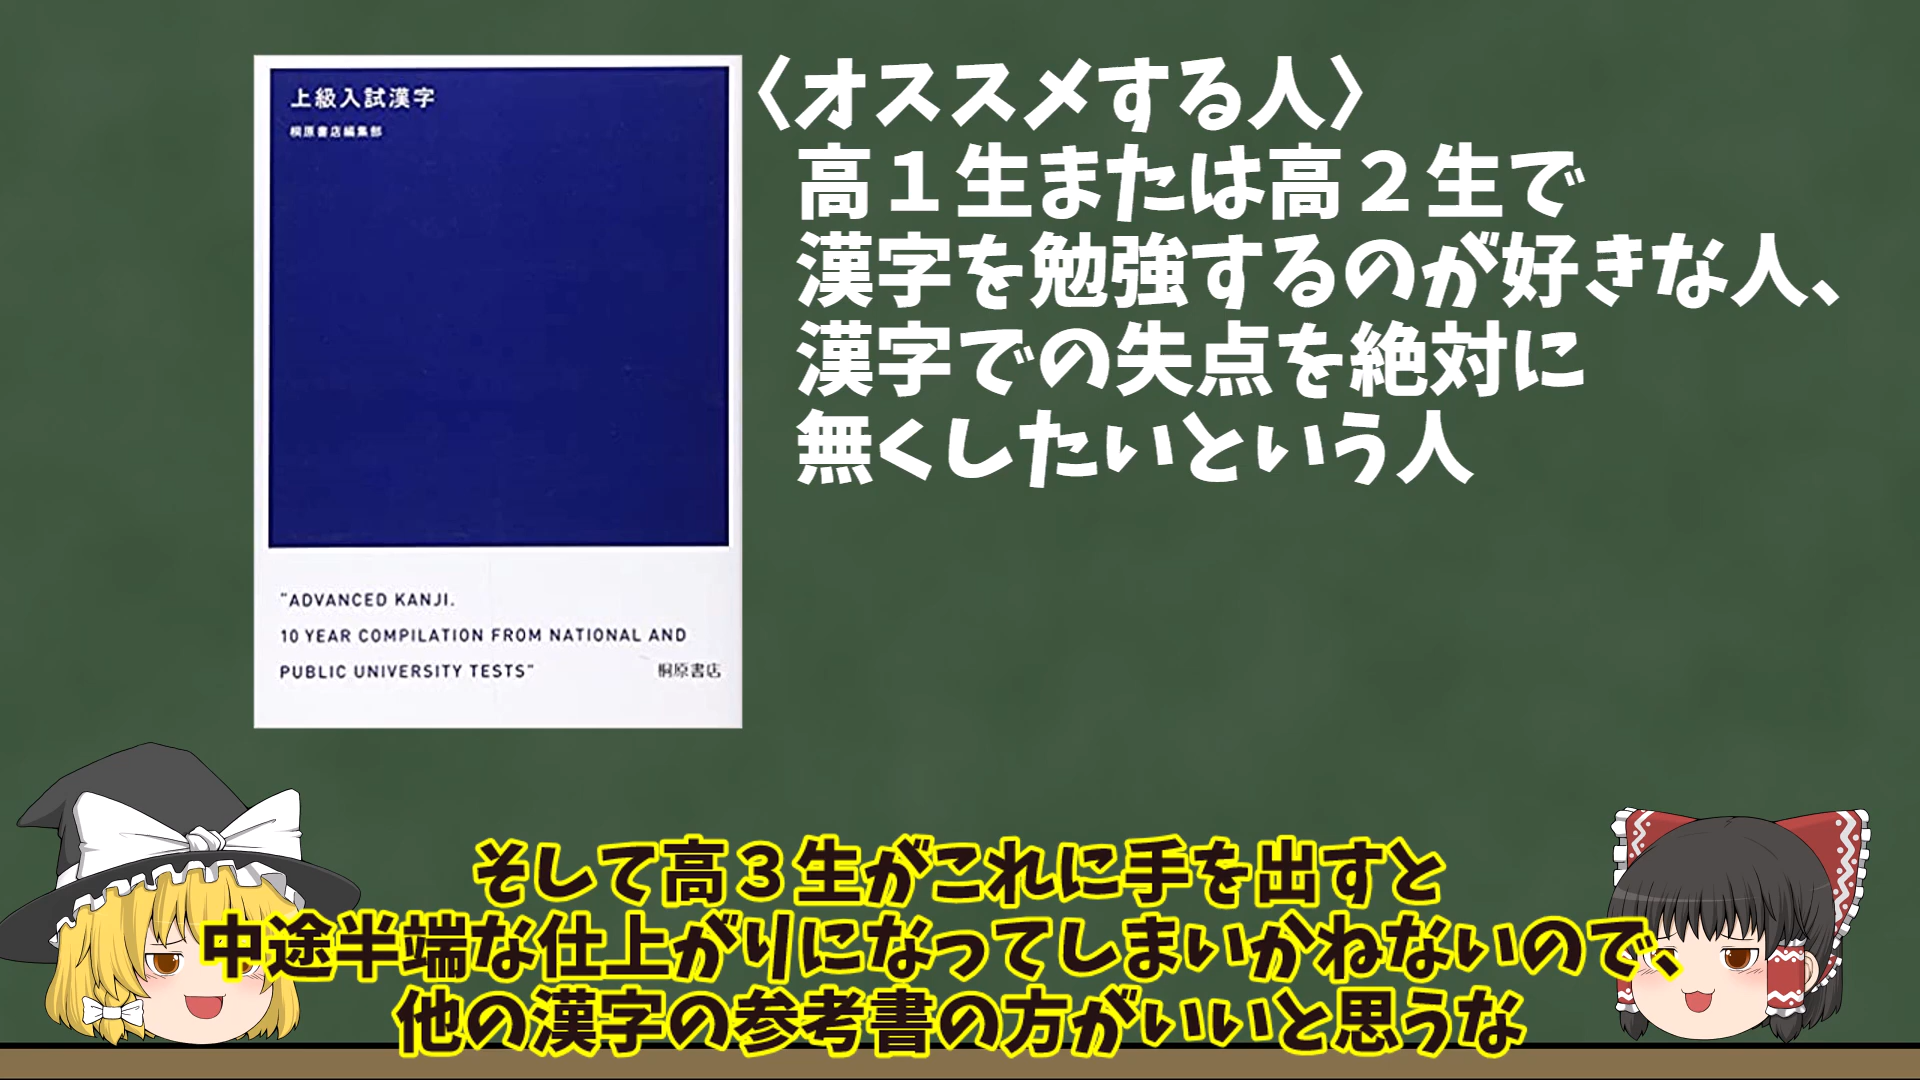 上級入試漢字
桐原書店編集部
"ADVANCED KANJI.
10 YEAR COMPILATION FROM NATIONAL AND
PUBLIC UNIVERSITY TESTS"
桐原書店
〈オススメする人〉
高１生または高２生で
漢字を勉強するのが好きな人、
漢字での失点を絶対に
無くしたいという人
そして高３生がこれに手を出すと
中途半端な仕上がりになってしまいかねないので、
他の漢字の参考書の方がいいと思うな